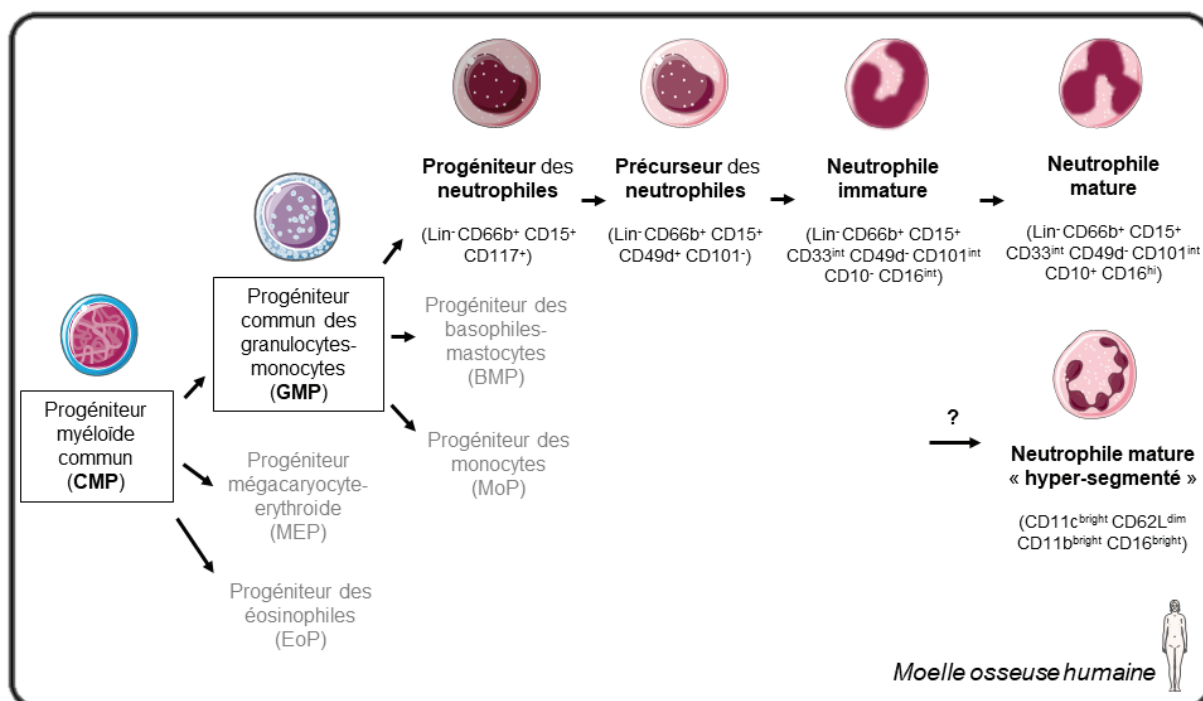 Progéniteur des
neutrophiles
(Lin- CD66b+ CD15+
CD117+)
Précurseur des
neutrophiles
(Lin- CD66b+ CD15+
CD49d+ CD101-)
Neutrophile
immature
(Lin- CD66b+ CD15+
CD33int CD49d- CD101int
CD10- CD16int)
Neutrophile
mature
(Lin- CD66b+ CD15+
CD33int CD49d- CD101int
CD10+ CD16hi)
Progéniteur
commun des
granulocytes-
monocytes
(GMP)
Progéniteur des
basophiles-
mastocytes
(BMP)
Progéniteur
myéloïde
commun
(CMP)
Progéniteur des
monocytes
(MoP)
Progéniteur
mégacaryocyte-
erythroide
(MEP)
Progéniteur des
éosinophiles
(EoP)
?
Neutrophile mature
« hyper-segmenté »
(CD11cbright CD62Ldim
CD11bbright CD16bright)
Moelle osseuse humaine